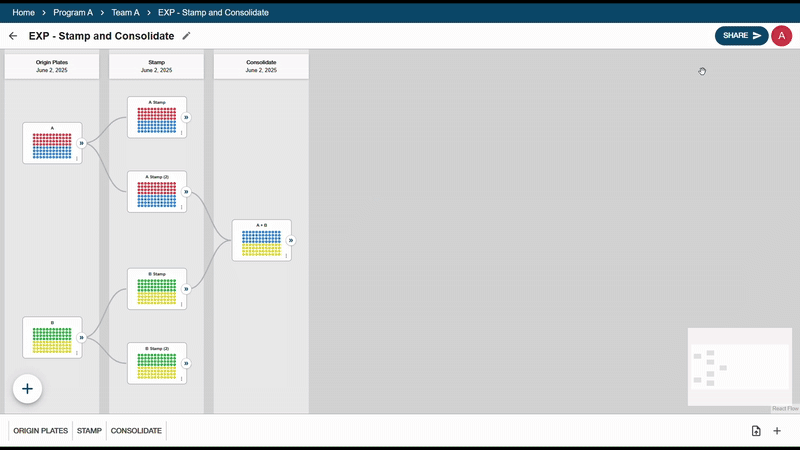 Home > Program A > Team A > EXP - Stamp and Consolidate
EXP - Stamp and Consolidate
SHARE
A
Origin Plates
June 2, 2025
Stamp
June 2, 2025
Consolidate
June 2, 2025
A
A Stamp
A Stamp (2)
A + B
B Stamp
B
B Stamp (2)
React Flow
ORIGIN PLATES
STAMP
CONSOLIDATE